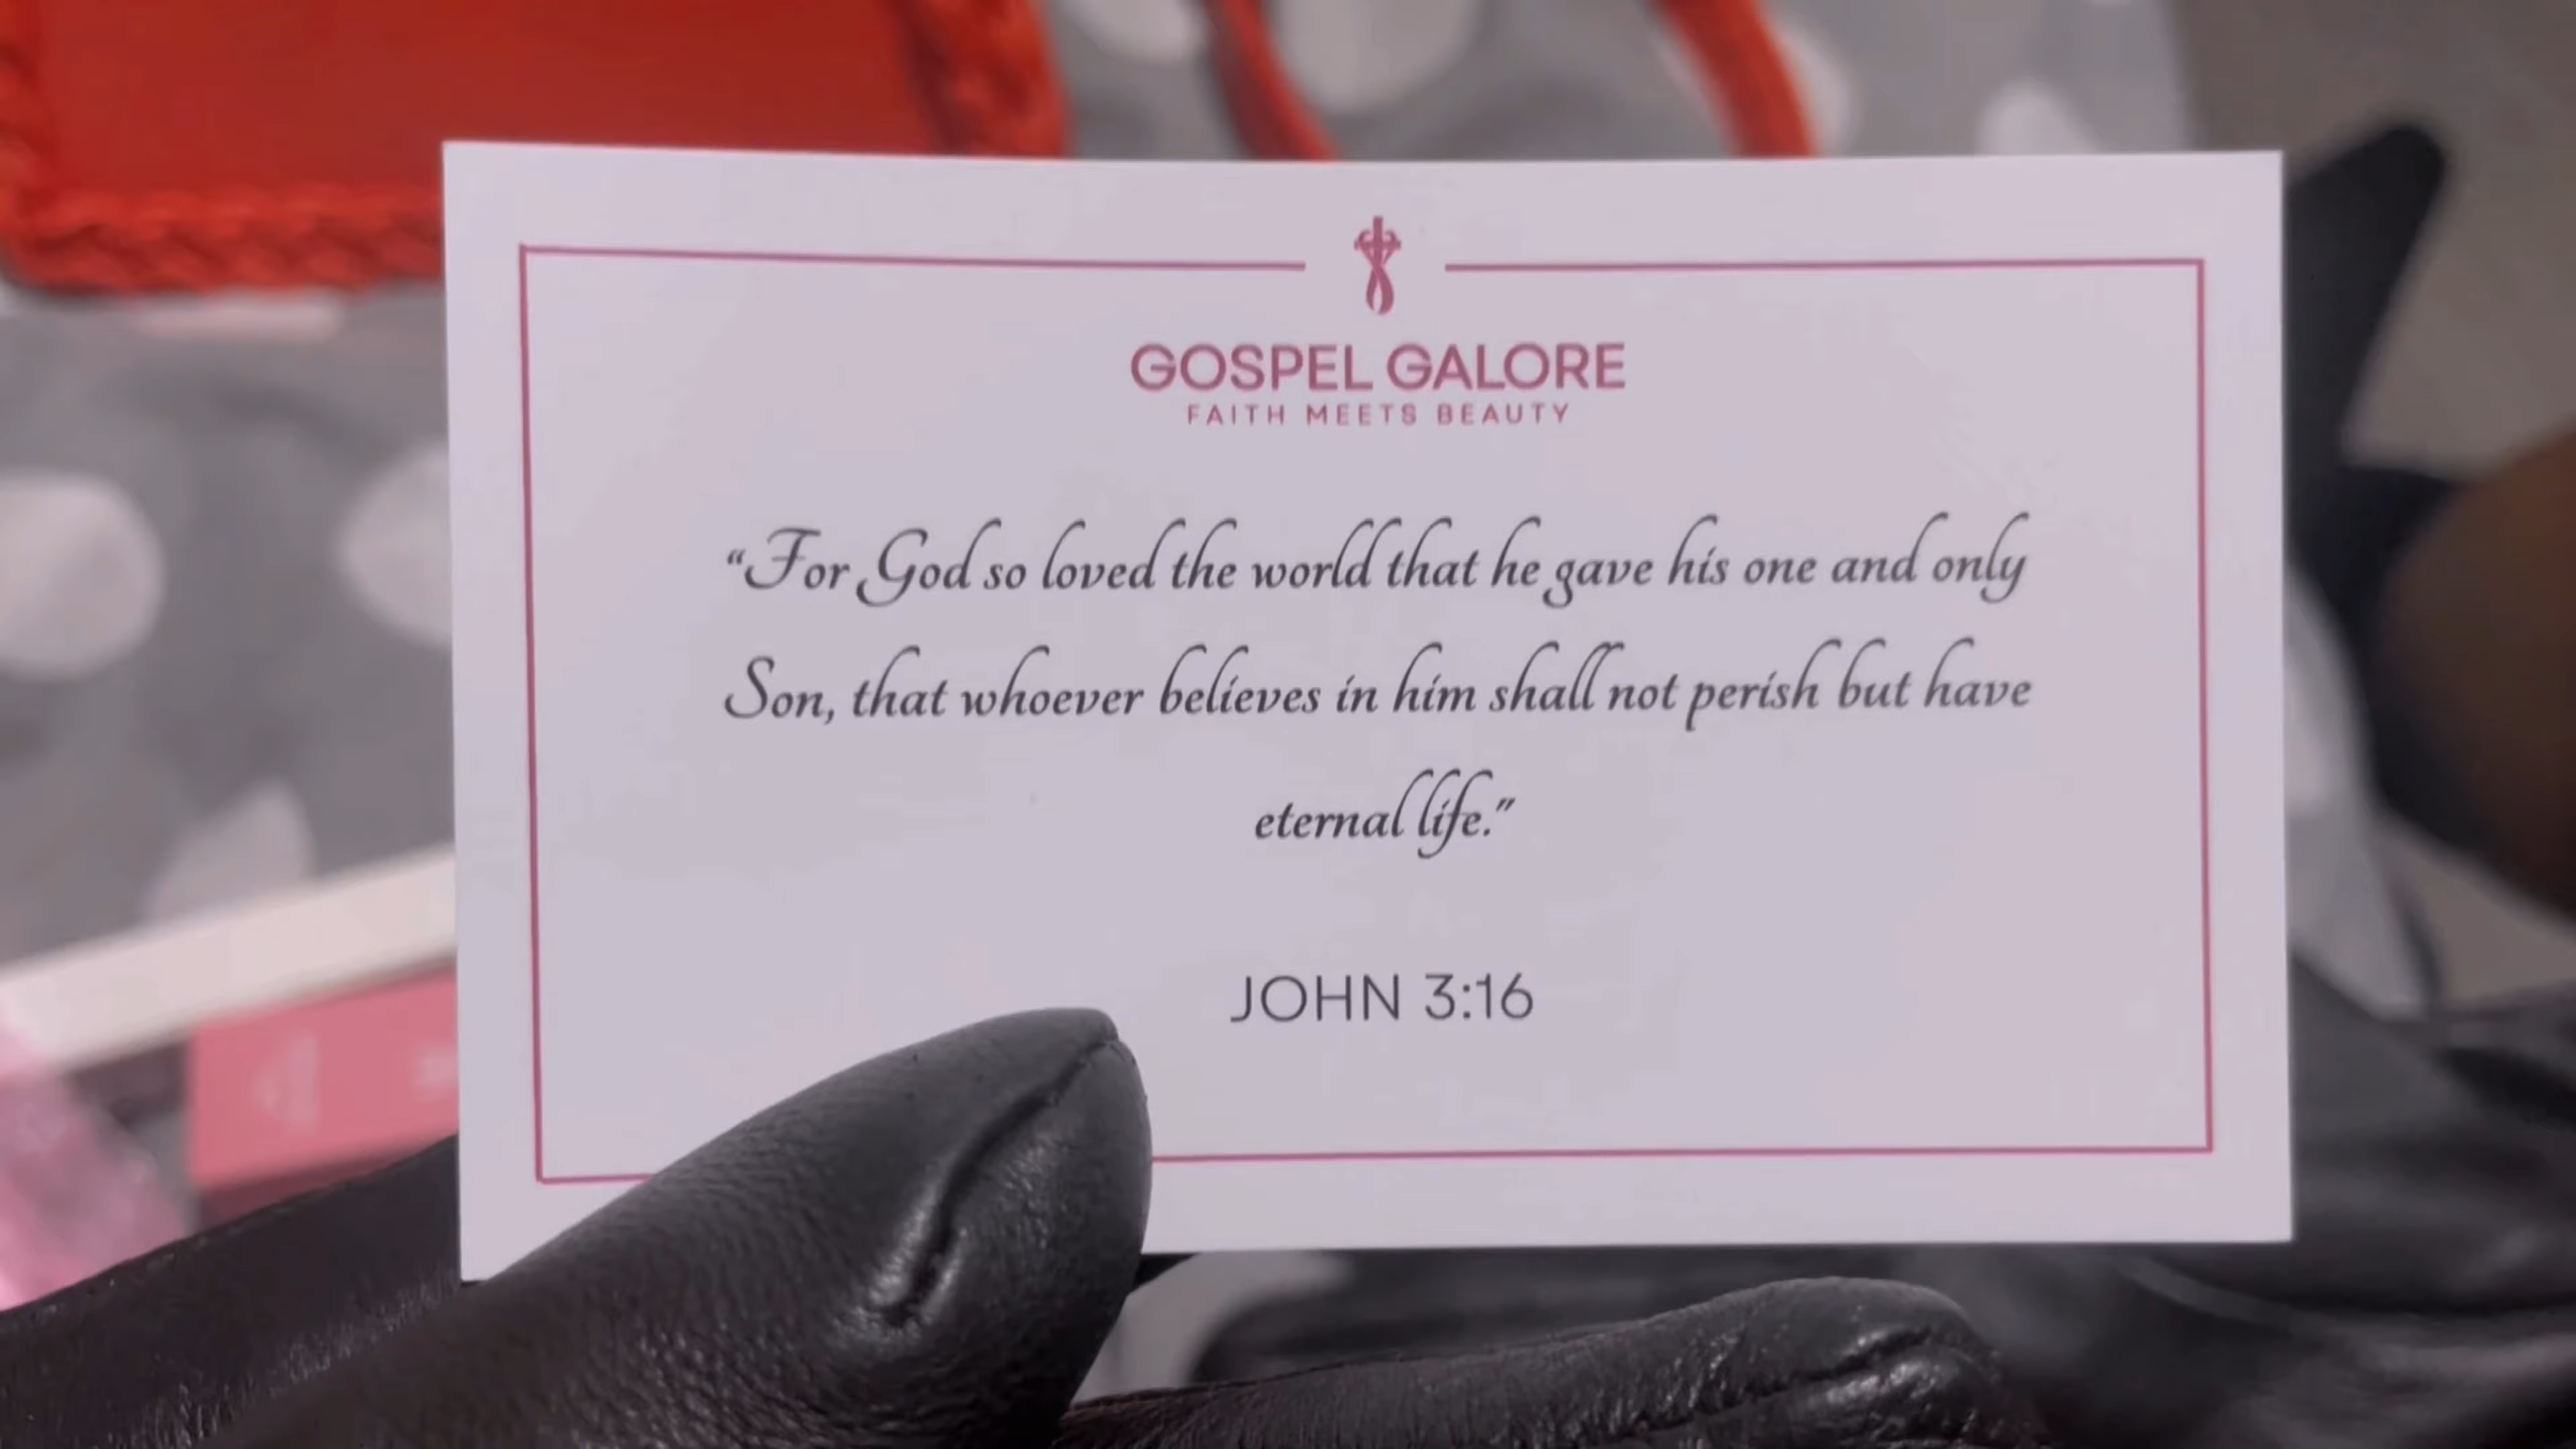 GOSPEL GALORE
FAITH MEETS BEAUTY
“For God so loved the world that he gave his one and only
Son, that whoever believes in him shall not perish but have
eternal life.”
JOHN 3:16